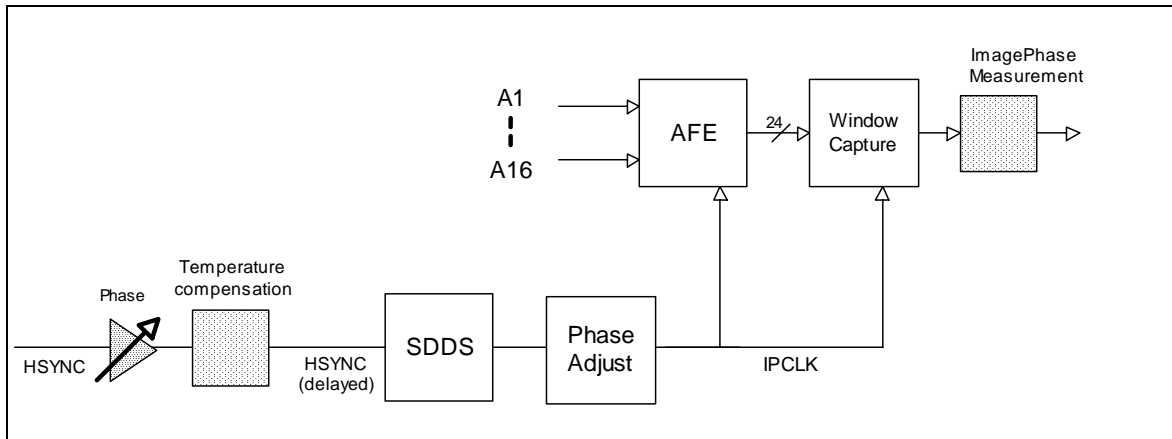 ImagePhase
Measurement
A1
A16
AFE
24
Window
Capture
Temperature
compensation
Phase
SDDS
Phase
Adjust
HSYNC
HSYNC
(delayed)
IPCLK